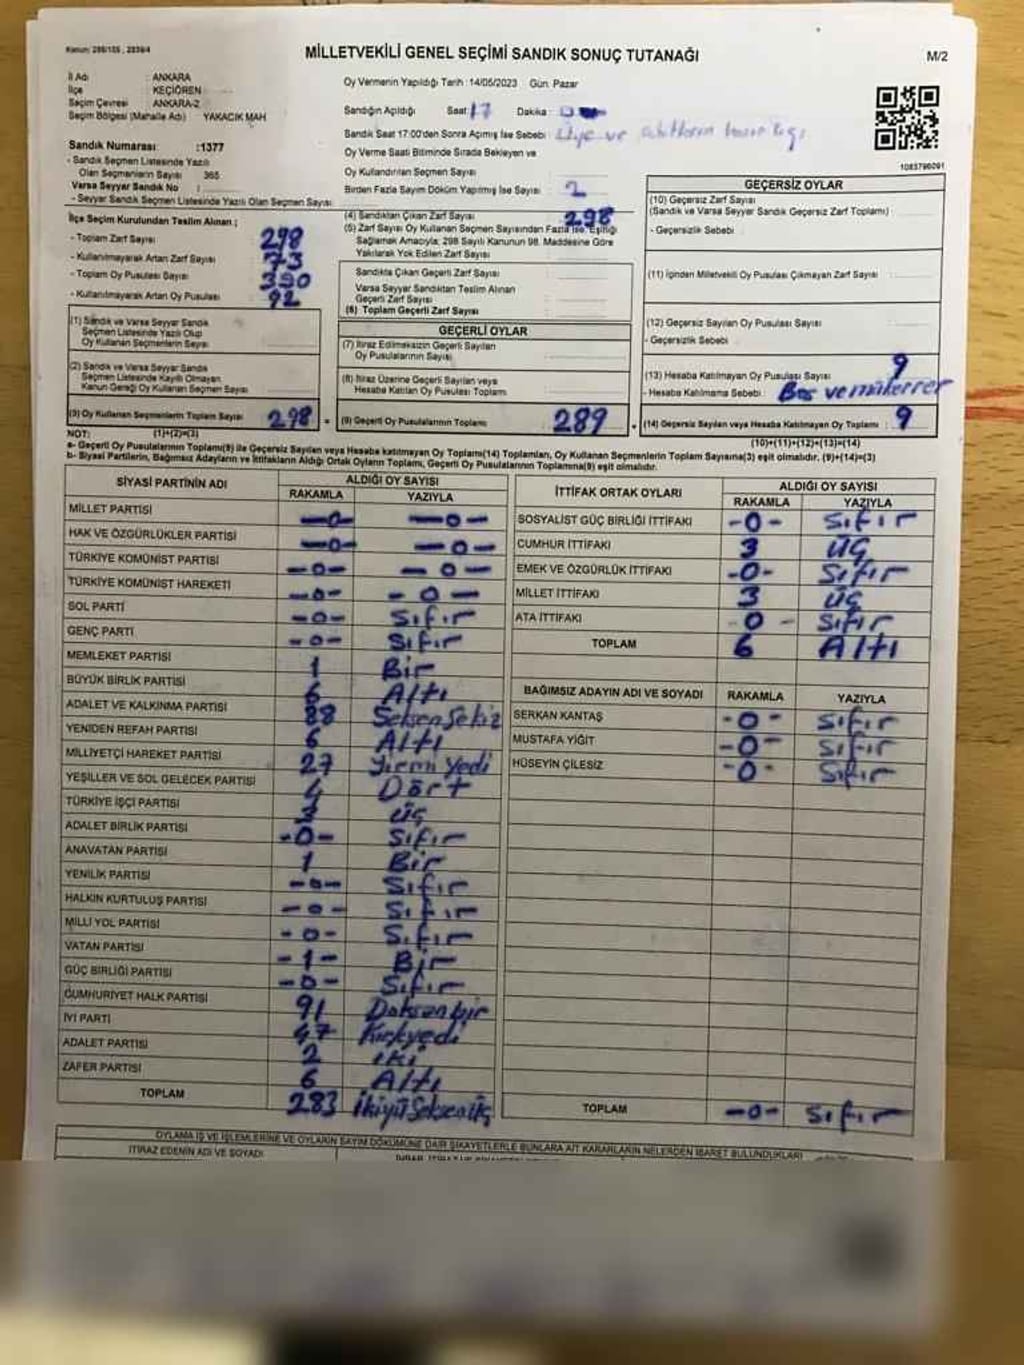 Kanun: 298/105 , 2839/4
MİLLETVEKİLİ GENEL SEÇİMİ SANDIK SONUÇ TUTANAĞI
M/2
İl Adı : ANKARA
İlçe : KEÇİÖREN
Seçim Çevresi : ANKARA-2
Seçim Bölgesi (Mahalle Adı) : YAKACIK MAH
Sandık Numarası :1377
- Sandık Seçmen Listesinde Yazılı
Olan Seçmenlerin Sayısı : 365
Varsa Seyyar Sandık No :
- Seyyar Sandık Seçmen Listesinde Yazılı Olan Seçmen Sayısı
Oy Vermenin Yapıldığı Tarih : 14/05/2023 Gün: Pazar
Sandığın Açıldığı Saat: 17 Dakika :
Sandık Saat 17:00'den Sonra Açımış İse Sebebi : Üye ve
Oy Verme Saati Bitiminde Sırada Bekleyen ve
Oy Kullandırılan Seçmen Sayısı :
Birden Fazla Sayım Döküm Yapılmış İse Sayısı : 2
1083796091
İlçe Seçim Kurulundan Teslim Alınan ;
- Toplam Zarf Sayısı : 298
- Kullanılmayarak Artan Zarf Sayısı : 73
- Toplam Oy Pusulası Sayısı : 390
- Kullanılmayarak Artan Oy Pusulası : 92
(1) Sandık ve Varsa Seyyar Sandık
Seçmen Listesinde Yazılı Olup
Oy Kullanan Seçmenlerin Sayısı
(2) Sandık ve Varsa Seyyar Sandık
Seçmen Listesinde Kayıtlı Olmayan
Kanun Gereği Oy Kullanan Seçmen Sayısı
(3) Oy Kullanan Seçmenlerin Toplam Sayısı 298
(4) Sandıktan Çıkan Zarf Sayısı : 298
(5) Zarf Sayısı Oy Kullanan Seçmen Sayısından Fazla İse, Eşitliği
Sağlamak Amacıyla; 298 Sayılı Kanunun 98. Maddesine Göre
Yakılarak Yok Edilen Zarf Sayısı :
Sandıkta Çıkan Geçerli Zarf Sayısı :
Varsa Seyyar Sandıktan Teslim Alınan
Geçerli Zarf Sayısı :
(6) Toplam Geçerli Zarf Sayısı :
GEÇERLİ OYLAR
(7) İtiraz Edilmeksizin Geçerli Sayılan
Oy Pusulalarının Sayısı :
(8) İtiraz Üzerine Geçerli Sayılan veya
Hesaba Katılan Oy Pusulaları Toplamı :
(9) Geçerli Oy Pusulalarının Toplamı : 289
GEÇERSİZ OYLAR
(10) Geçersiz Zarf Sayısı
(Sandık ve Varsa Seyyar Sandık Geçersiz Zarf Toplamı) :
- Geçersizlik Sebebi :
(11) İçinden Milletvekili Oy Pusulası Çıkmayan Zarf Sayısı :
(12) Geçersiz Sayılan Oy Pusulası Sayısı :
- Geçersizlik Sebebi :
(13) Hesaba Katılmayan Oy Pusulası Sayısı : 9
- Hesaba Katılmama Sebebi : Boş ve mükerrer
(14) Geçersiz Sayılan veya Hesaba Katılmayan Oy Toplamı : 9
NOT: (1)+(2)=(3)
(10)+(11)+(12)+(13)=(14)
a- Geçerli Oy Pusulalarının Toplamı(9) ile Geçersiz Sayılan veya Hesaba katılmayan Oy Toplamı(14) Toplamları, Oy Kullanan Seçmenlerin Toplam Sayısına(3) eşit olmalıdır. (9)+(14)=(3)
b- Siyasi Partilerin, Bağımsız Adayların ve İttifakların Aldığı Ortak Oyların Toplamı, Geçerli Oy Pusulalarının Toplamına(9) eşit olmalıdır.
SİYASİ PARTİNİN ADI ALDIĞI OY SAYISI
RAKAMLA YAZIYLA
MİLLET PARTİSİ -0- -0-
HAK VE ÖZGÜRLÜKLER PARTİSİ -0- -0-
TÜRKİYE KOMÜNİST PARTİSİ -0- -0-
TÜRKİYE KOMÜNİST HAREKETİ -0- -0-
SOL PARTİ -0- Sıfır
GENÇ PARTİ -0- Sıfır
MEMLEKET PARTİSİ 1 Bir
BÜYÜK BİRLİK PARTİSİ 6 Altı
ADALET VE KALKINMA PARTİSİ 88 Seksen Sekiz
YENİDEN REFAH PARTİSİ 6 Altı
MİLLİYETÇİ HAREKET PARTİSİ 27 Yirmi yedi
YEŞİLLER VE SOL GELECEK PARTİSİ 4 Dört
TÜRKİYE İŞÇİ PARTİSİ 3 Üç
ADALET BİRLİK PARTİSİ -0- Sıfır
ANAVATAN PARTİSİ 1 Bir
YENİLİK PARTİSİ -0- Sıfır
HALKIN KURTULUŞ PARTİSİ -0- Sıfır
MİLLİ YOL PARTİSİ -0- Sıfır
VATAN PARTİSİ -1- Bir
GÜÇ BİRLİĞİ PARTİSİ -0- Sıfır
CUMHURİYET HALK PARTİSİ 91 Doksanbir
İYİ PARTİ 47 Kırkyedi
ADALET PARTİSİ 2 iki
ZAFER PARTİSİ 6 Altı
TOPLAM 283 İkiyüSeksenüç
İTTİFAK ORTAK OYLARI ALDIĞI OY SAYISI
RAKAMLA YAZIYLA
SOSYALİST GÜÇ BİRLİĞİ İTTİFAKI -0- Sıfır
CUMHUR İTTİFAKI 3 ÜÇ
EMEK VE ÖZGÜRLÜK İTTİFAKI -0- Sıfır
MİLLET İTTİFAKI 3 ÜÇ
ATA İTTİFAKI -0- Sıfır
TOPLAM 6 Altı
BAĞIMSIZ ADAYIN ADI VE SOYADI RAKAMLA YAZIYLA
SERKAN KANTAŞ -0- Sıfır
MUSTAFA YİĞİT -0- Sıfır
HÜSEYİN ÇİLESİZ -0- Sıfır
TOPLAM -0- Sıfır
OYLAMA İŞ VE İŞLEMLERİNE VE OYLARIN SAYIM DÖKÜMÜNE DAİR ŞİKAYETLERLE BUNLARA AİT KARARLARIN NELERDEN İBARET BULUNDUKLARI
İTİRAZ EDENİN ADI VE SOYADI